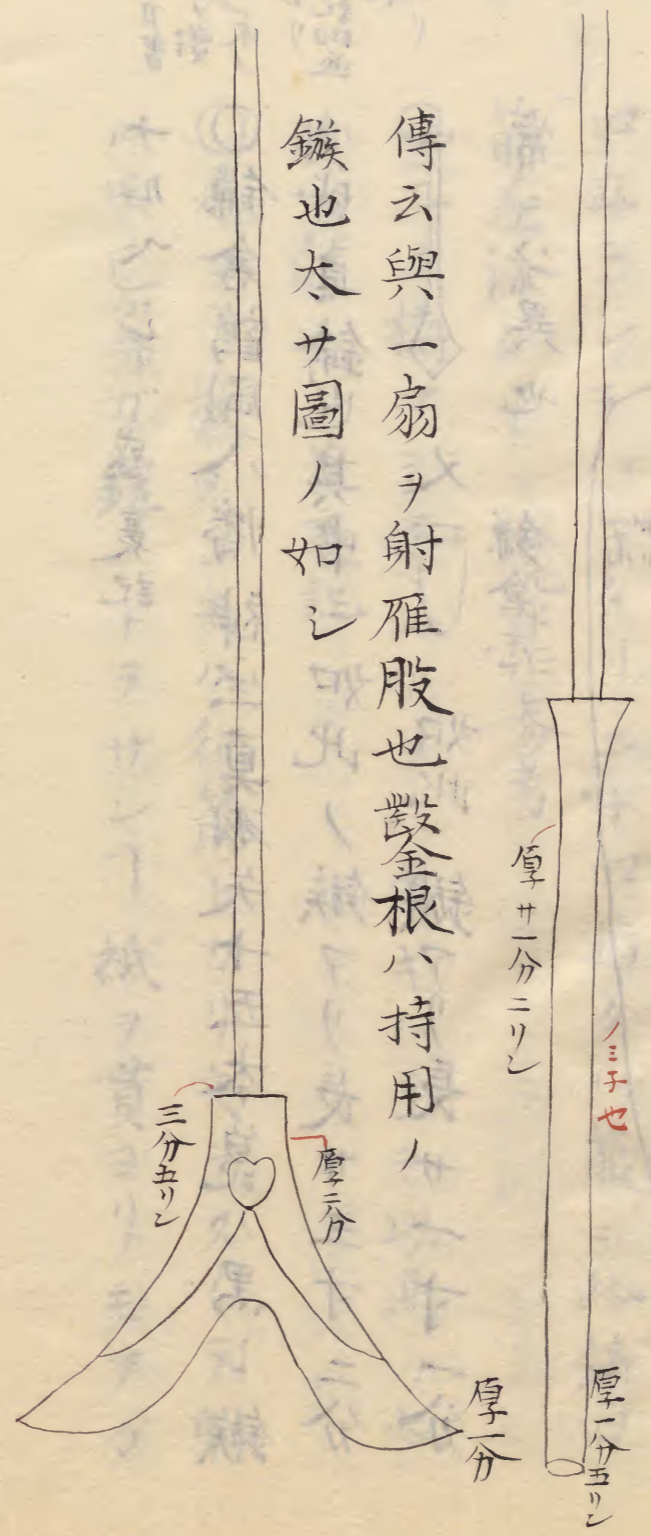 ノミ子也
厚サ一分二リン
厚一分五リン
傳云與一扇ヲ射雁股也鑿根ハ持用ノ
鏃也太サ圖ノ如シ
厚二分
三分五リン
厚一分